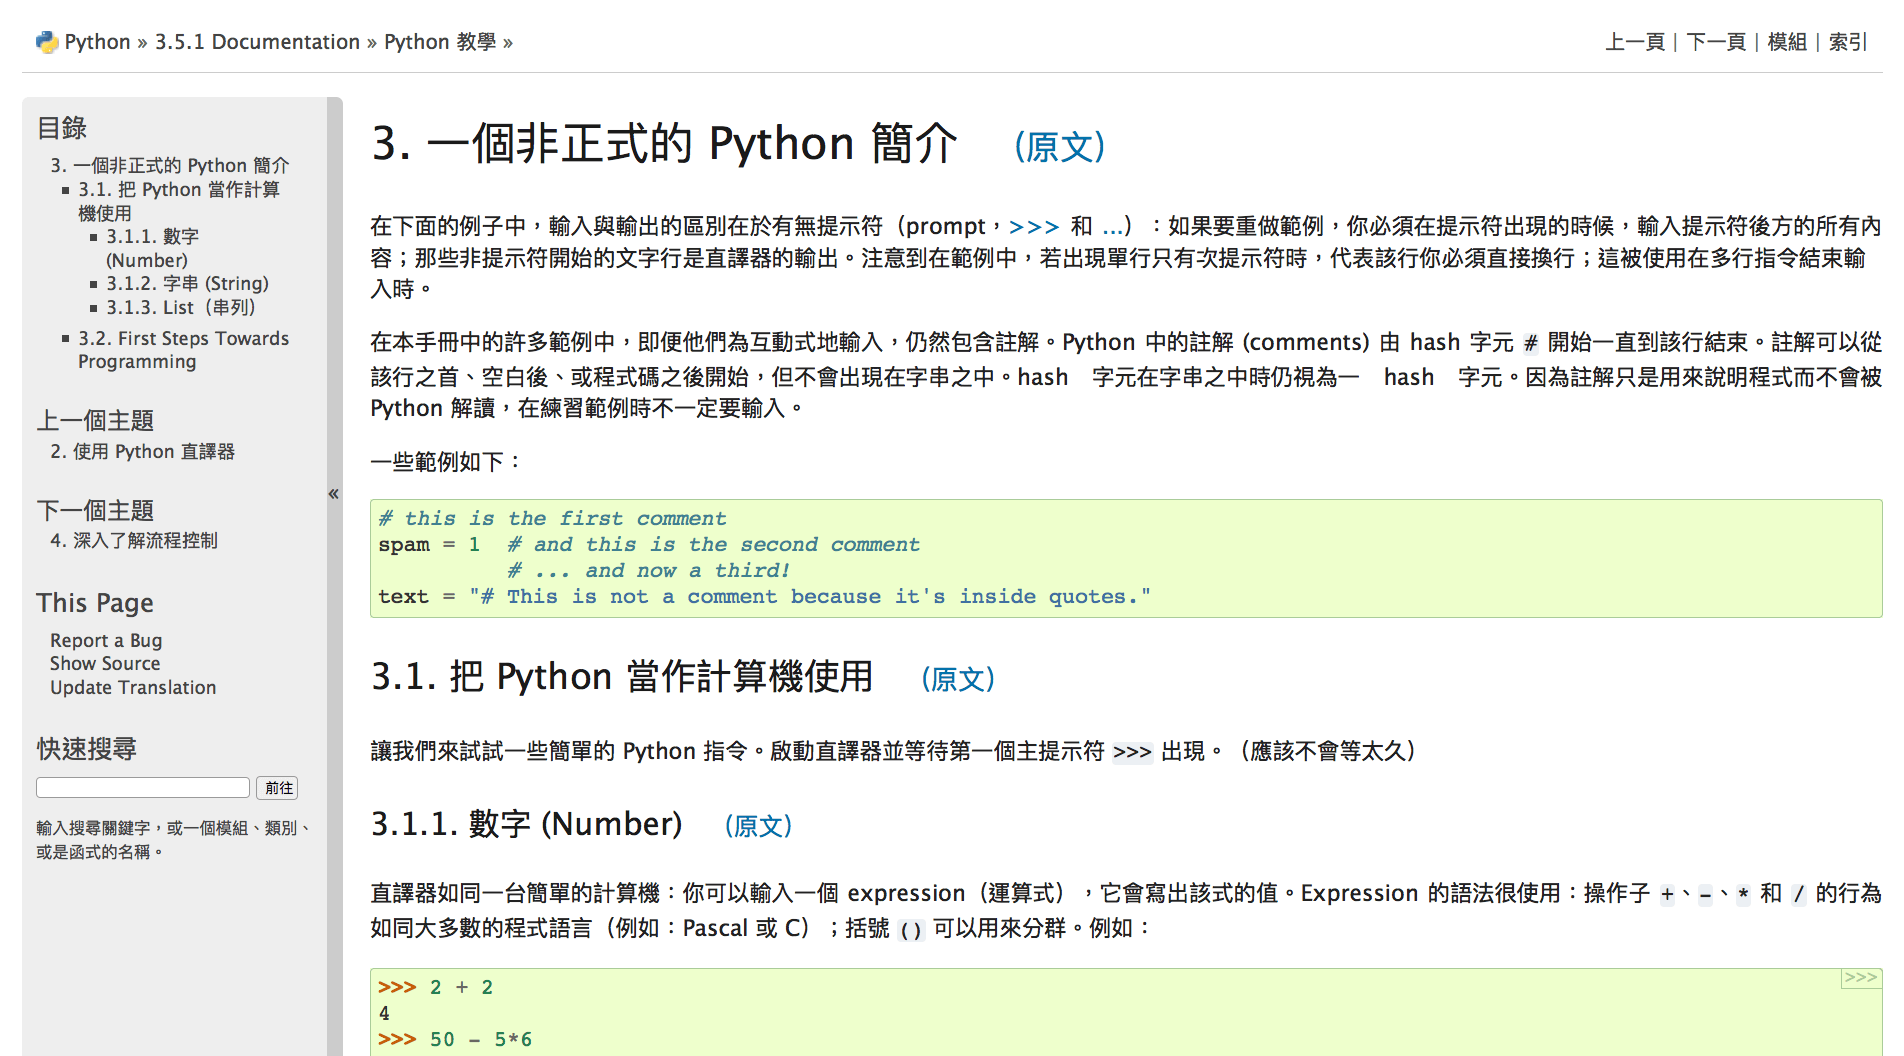 Python » 3.5.1 Documentation » Python 教學 »
上一頁 | 下一頁 | 模組 | 索引
目錄
3. 一個非正式的 Python 簡介
3.1. 把 Python 當作計算
機使用
3.1.1. 數字
(Number)
3.1.2. 字串 (String)
3.1.3. List（串列）
3.2. First Steps Towards
Programming
上一個主題
2. 使用 Python 直譯器
下一個主題
4. 深入了解流程控制
This Page
Report a Bug
Show Source
Update Translation
快速搜尋
前往
輸入搜尋關鍵字，或一個模組、類別、
或是函式的名稱。
«
3. 一個非正式的 Python 簡介 (原文)
在下面的例子中，輸入與輸出的區別在於有無提示符（prompt，>>> 和 ...）：如果要重做範例，你必須在提示符出現的時候，輸入提示符後方的所有內
容；那些非提示符開始的文字行是直譯器的輸出。注意到在範例中，若出現單行只有次提示符時，代表該行你必須直接換行；這被使用在多行指令結束輸
入時。
在本手冊中的許多範例中，即便他們為互動式地輸入，仍然包含註解。Python 中的註解 (comments) 由 hash 字元 # 開始一直到該行結束。註解可以從
該行之首、空白後、或程式碼之後開始，但不會出現在字串之中。hash 字元在字串之中時仍視為一 hash 字元。因為註解只是用來說明程式而不會被
Python 解讀，在練習範例時不一定要輸入。
一些範例如下：
# this is the first comment
spam = 1  # and this is the second comment
          # ... and now a third!
text = "# This is not a comment because it's inside quotes."
3.1. 把 Python 當作計算機使用 (原文)
讓我們來試試一些簡單的 Python 指令。啟動直譯器並等待第一個主提示符 >>> 出現。（應該不會等太久）
3.1.1. 數字 (Number) (原文)
直譯器如同一台簡單的計算機：你可以輸入一個 expression（運算式），它會寫出該式的值。Expression 的語法很使用：操作子 +、-、* 和 / 的行為
如同大多數的程式語言（例如：Pascal 或 C）；括號 () 可以用來分群。例如：
>>>
>>> 2 + 2
4
>>> 50 - 5*6